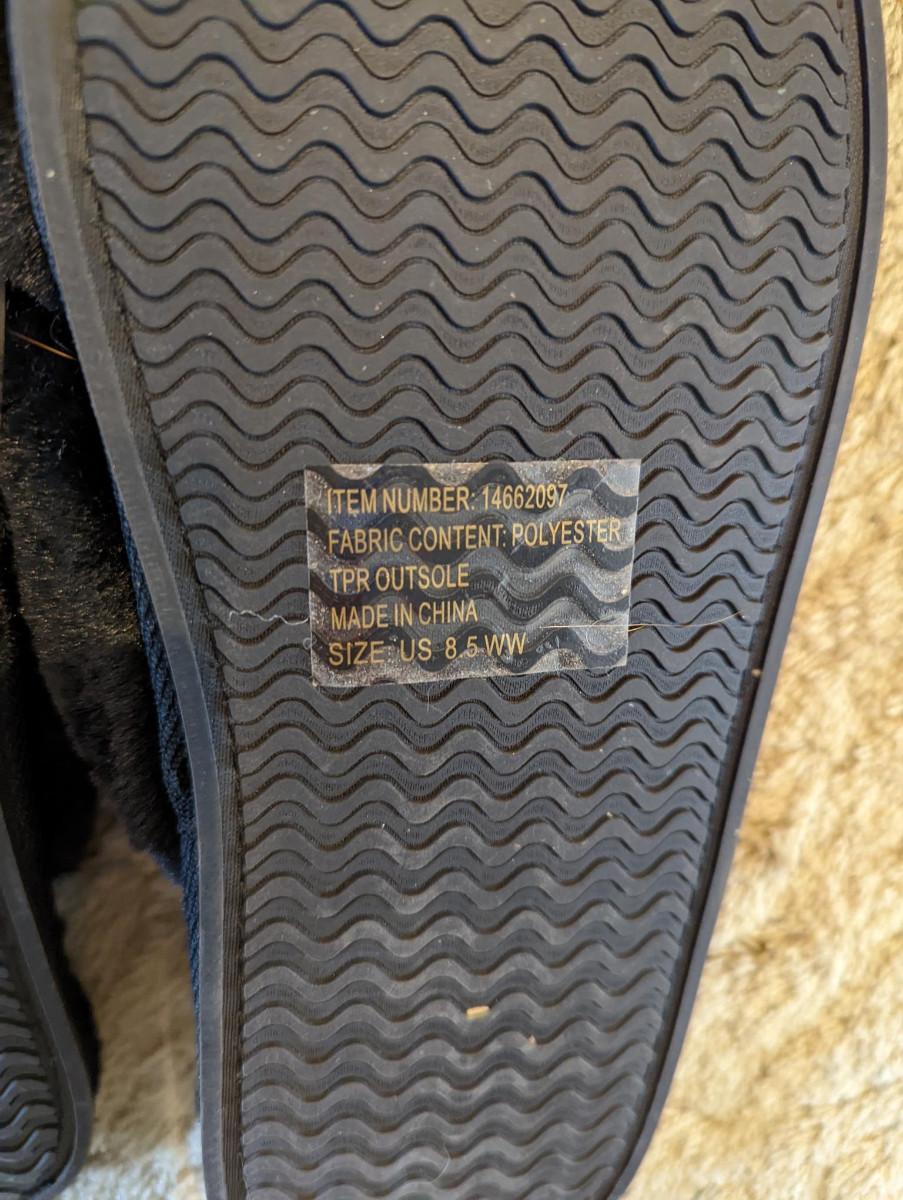 ITEM NUMBER: 14662097
FABRIC CONTENT: POLYESTER
TPR OUTSOLE
MADE IN CHINA
SIZE: US 8.5 WW